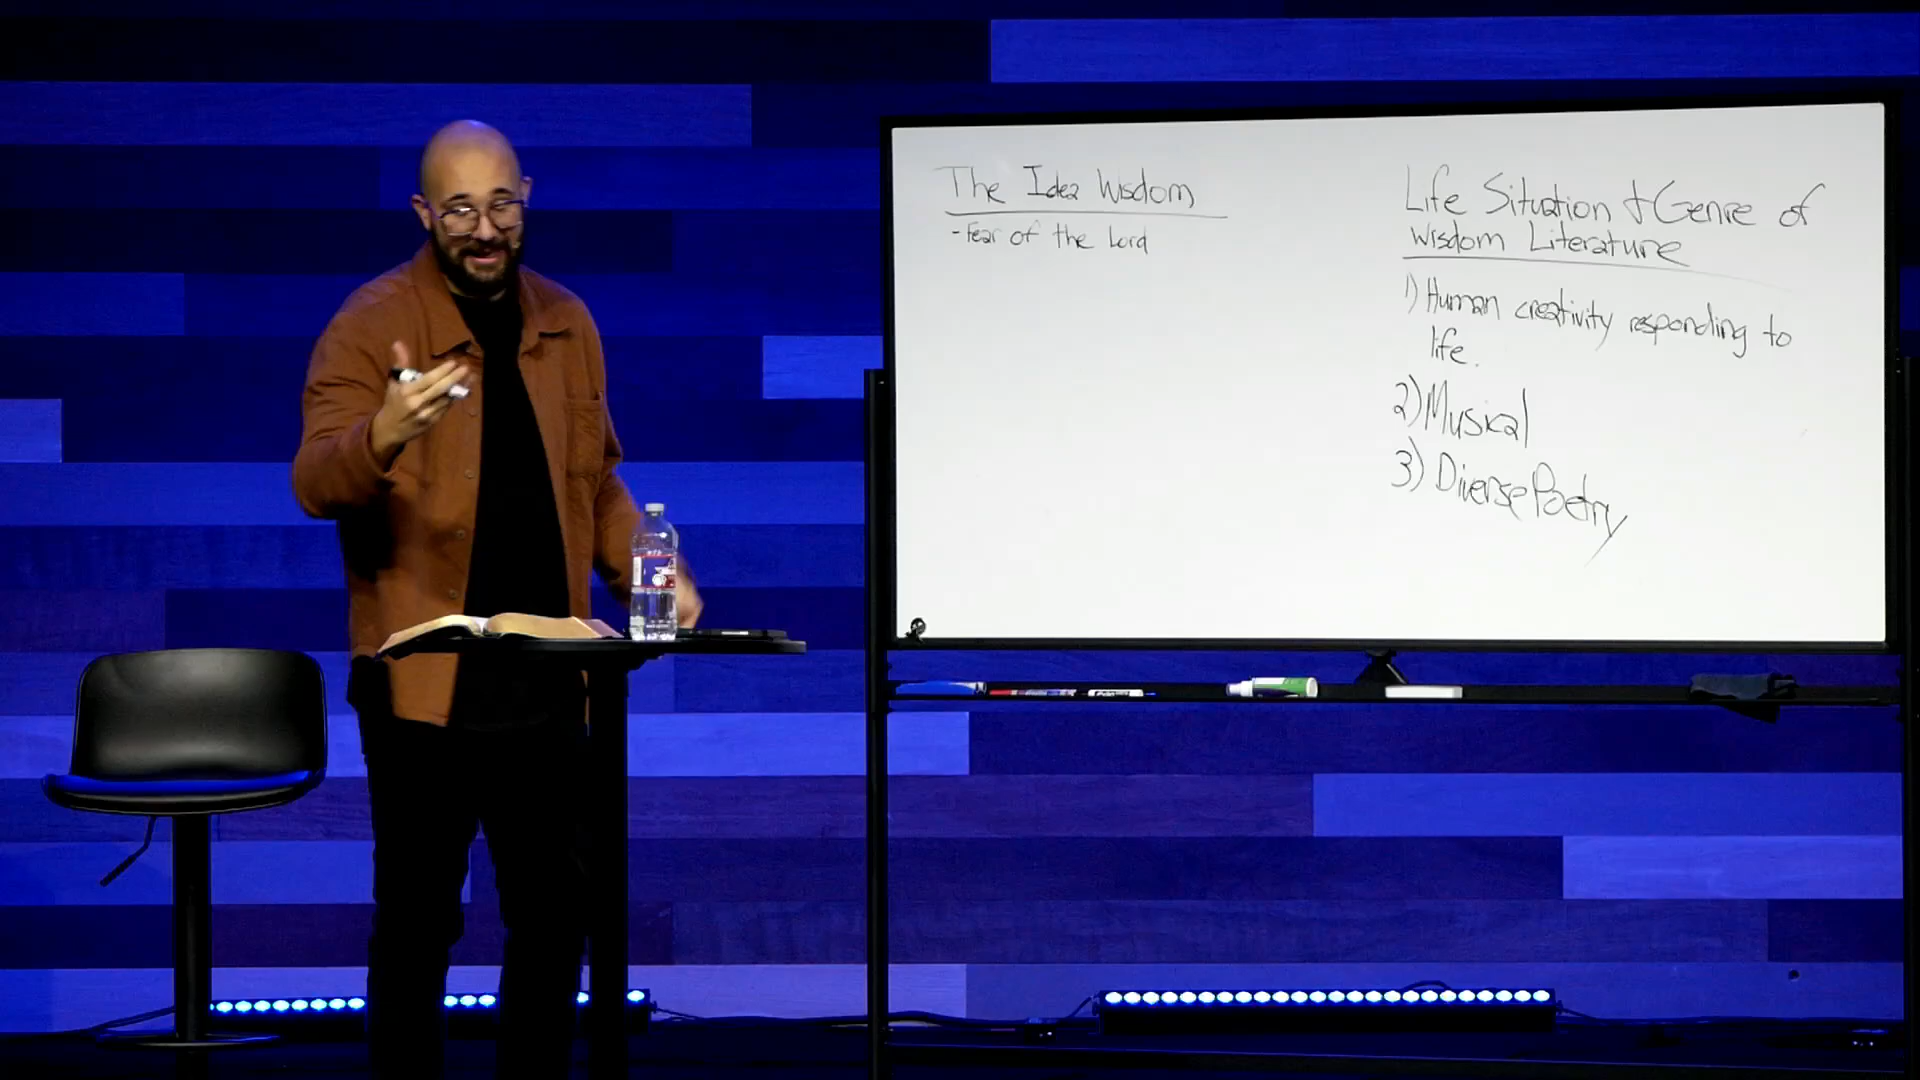 The Idea Wisdom
- Fear of the Lord
Life Situation + Genre of
Wisdom Literature
1) Human creativity responding to
life.
2) Musical
3) Diverse Poetry